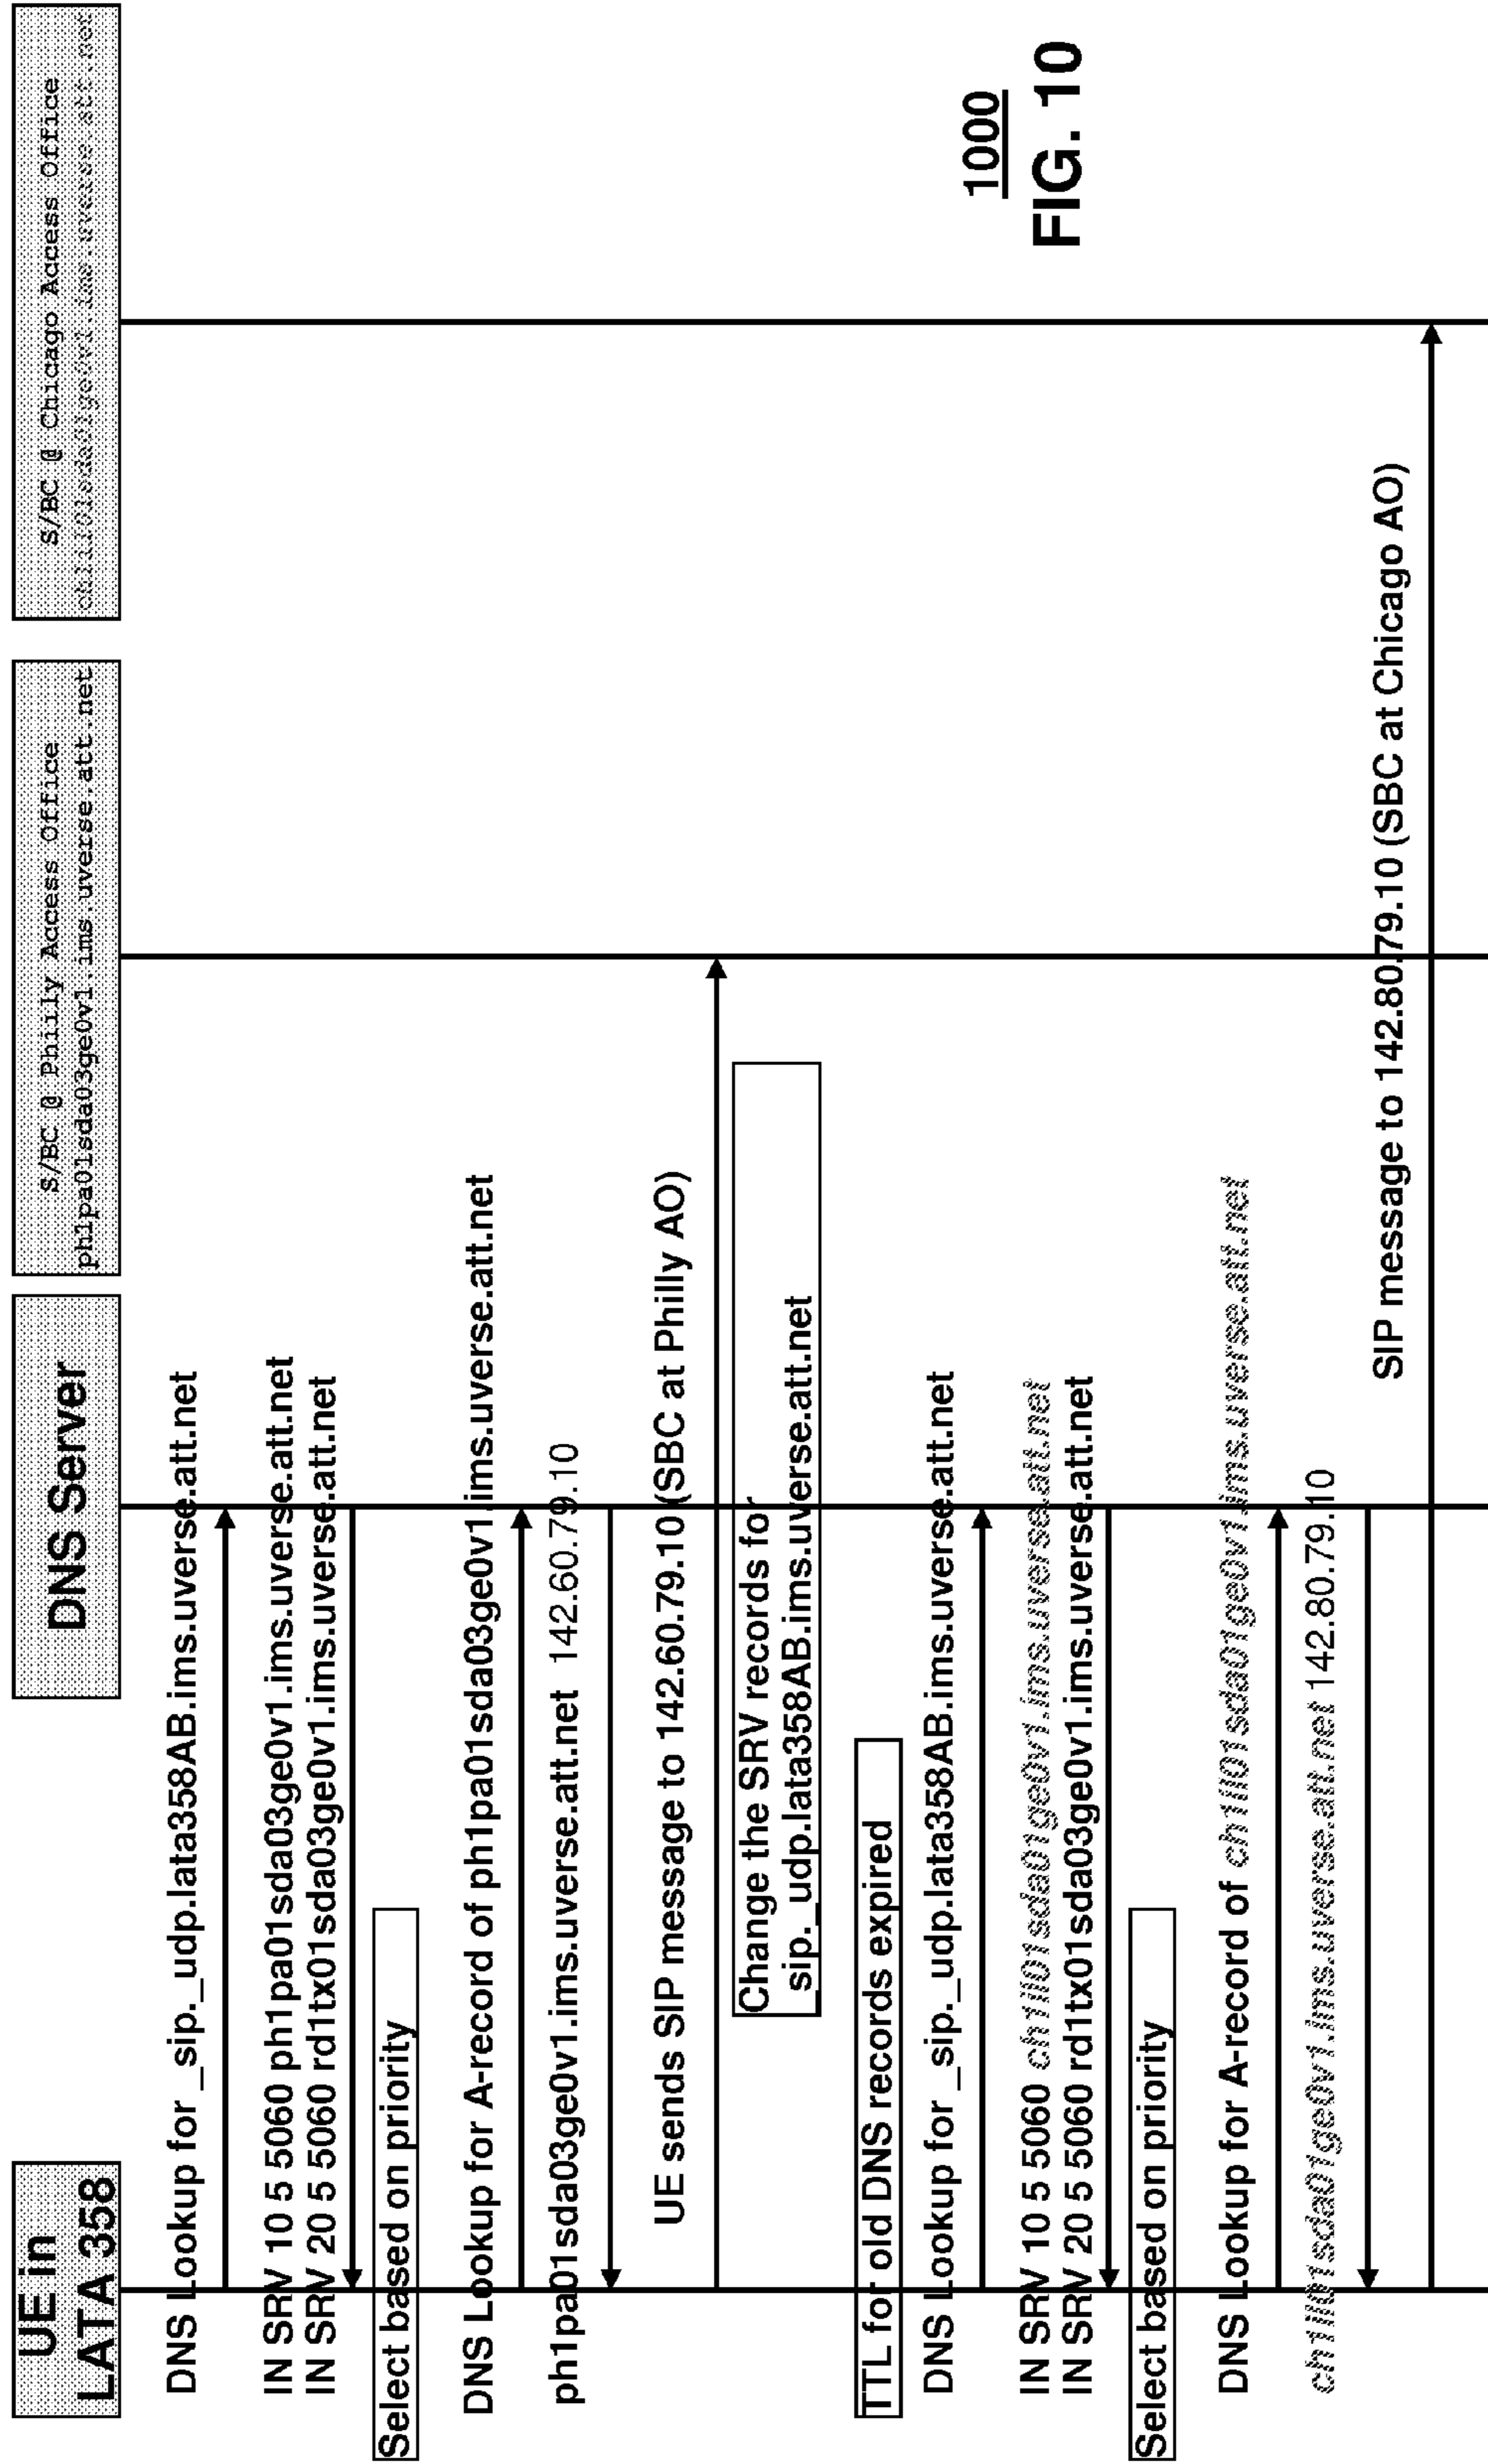 UE in
LATA 358
DNS Server
S/BC @ Philly Access Office
ph1pa01sda03ge0v1.ims.uverse.att.net
S/BC @ Chicago Access Office
DNS Lookup for _sip._udp.lata358AB.ims.uverse.att.net
IN SRV 10 5 5060 ph1pa01sda03ge0v1.ims.uverse.att.net
IN SRV 20 5 5060 rd1tx01sda03ge0v1.ims.uverse.att.net
Select based on priority
DNS Lookup for A-record of ph1pa01sda03ge0v1.ims.uverse.att.net
ph1pa01sda03ge0v1.ims.uverse.att.net 142.60.79.10
UE sends SIP message to 142.60.79.10 (SBC at Philly AO)
Change the SRV records for
_sip._udp.lata358AB.ims.uverse.att.net
TTL for old DNS records expired
DNS Lookup for _sip._udp.lata358AB.ims.uverse.att.net
IN SRV 10 5 5060 ch1il01sda01ge0v1.ims.uverse.att.net
IN SRV 20 5 5060 rd1tx01sda03ge0v1.ims.uverse.att.net
Select based on priority
DNS Lookup for A-record of ch1il01sda01ge0v1.ims.uverse.att.net
ch1il01sda01ge0v1.ims.uverse.att.net 142.80.79.10
SIP message to 142.80.79.10 (SBC at Chicago AO)
1000
FIG. 10